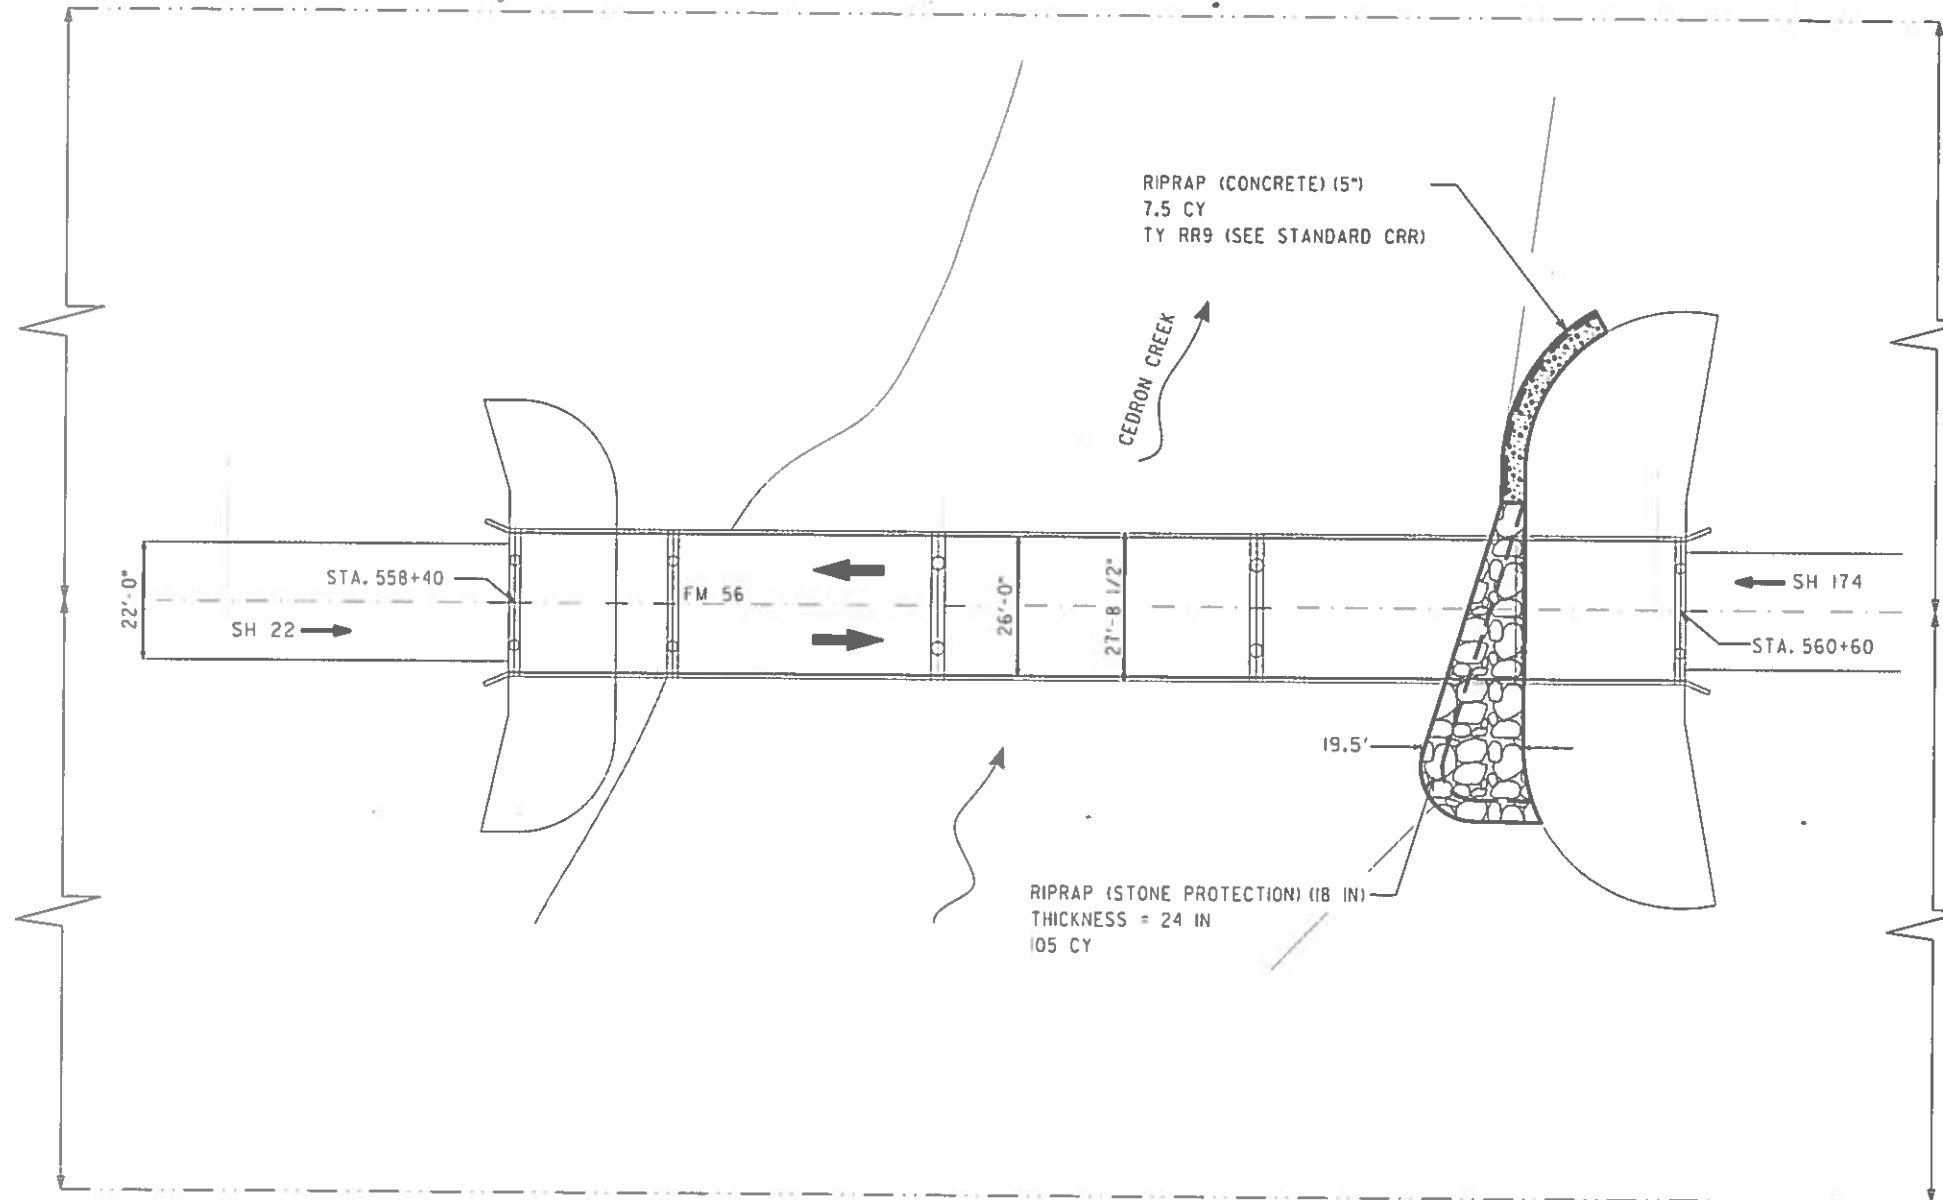 RIPRAP (CONCRETE) (5")
7.5 CY
TY RR9 (SEE STANDARD CRR)
CEDRON CREEK
22'-0"
STA. 558+40
SH 22
FM 56
26'-0"
27'-8 1/2"
SH 174
STA. 560+60
19.5'
RIPRAP (STONE PROTECTION) (18 IN)
THICKNESS = 24 IN
105 CY